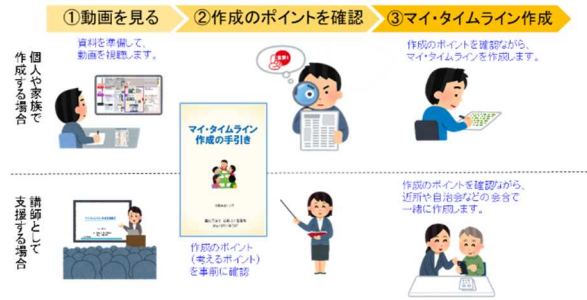 ①動画を見る
②作成のポイントを確認
③マイ・タイムライン作成
個人や家族で
作成する場合
資料を準備して、
動画を視聴します。
作成のポイントを確認ながら、
マイ・タイムラインを作成します。
マイ・タイムライン
作成の手引き
講師として
支援する場合
作成のポイント
(考えるポイント)
を事前に確認
作成のポイントを確認ながら、
近所や自治会などの会合で
一緒に作成します。